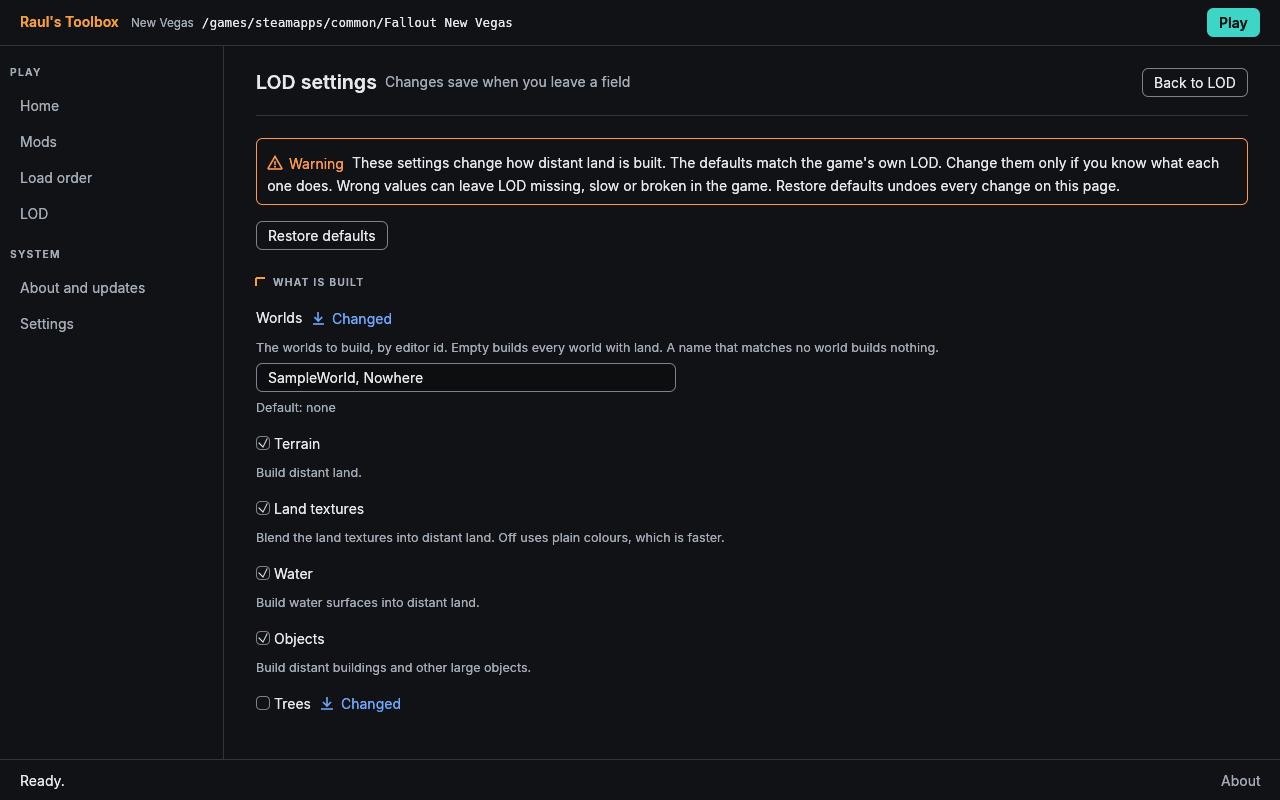 Raul's Toolbox New Vegas /games/steamapps/common/Fallout New Vegas Play
PLAY
Home
Mods
Load order
LOD
SYSTEM
About and updates
Settings
LOD settings Changes save when you leave a field Back to LOD
Warning These settings change how distant land is built. The defaults match the game's own LOD. Change them only if you know what each
one does. Wrong values can leave LOD missing, slow or broken in the game. Restore defaults undoes every change on this page.
Restore defaults
WHAT IS BUILT
Worlds Changed
The worlds to build, by editor id. Empty builds every world with land. A name that matches no world builds nothing.
SampleWorld, Nowhere
Default: none
Terrain
Build distant land.
Land textures
Blend the land textures into distant land. Off uses plain colours, which is faster.
Water
Build water surfaces into distant land.
Objects
Build distant buildings and other large objects.
Trees Changed
Ready. About